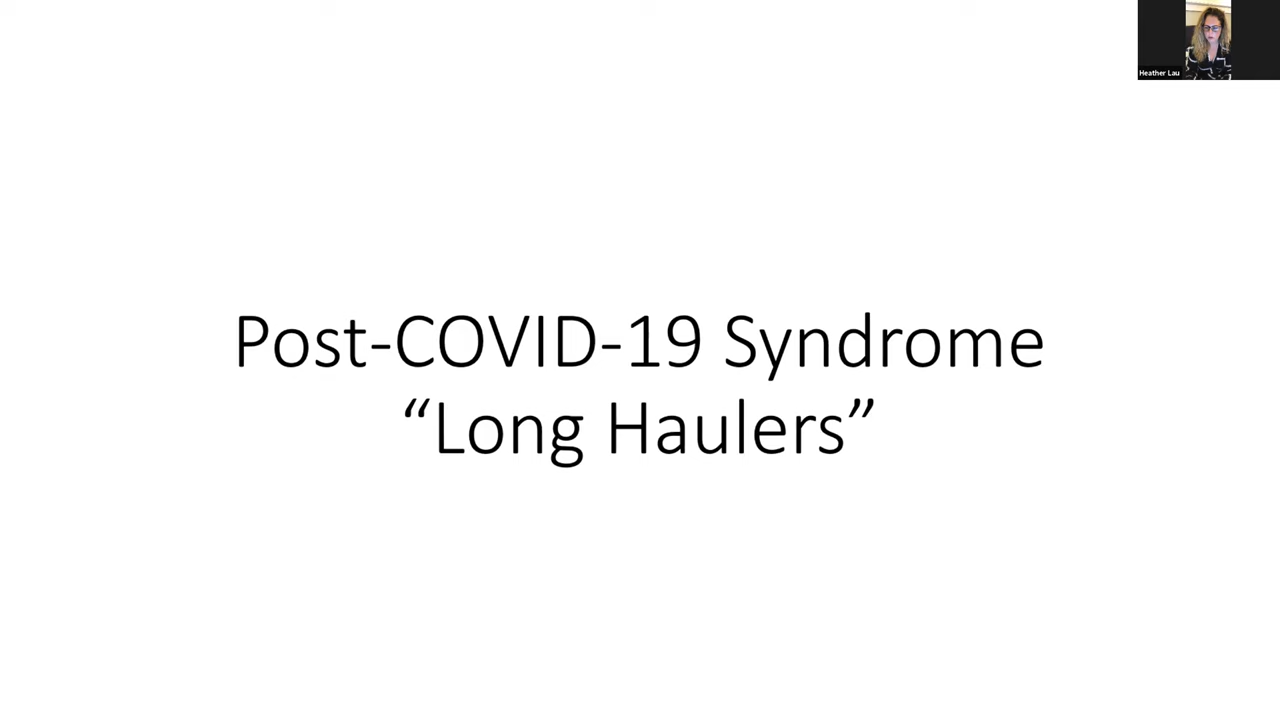 Heather Lau
Post-COVID-19 Syndrome
“Long Haulers”